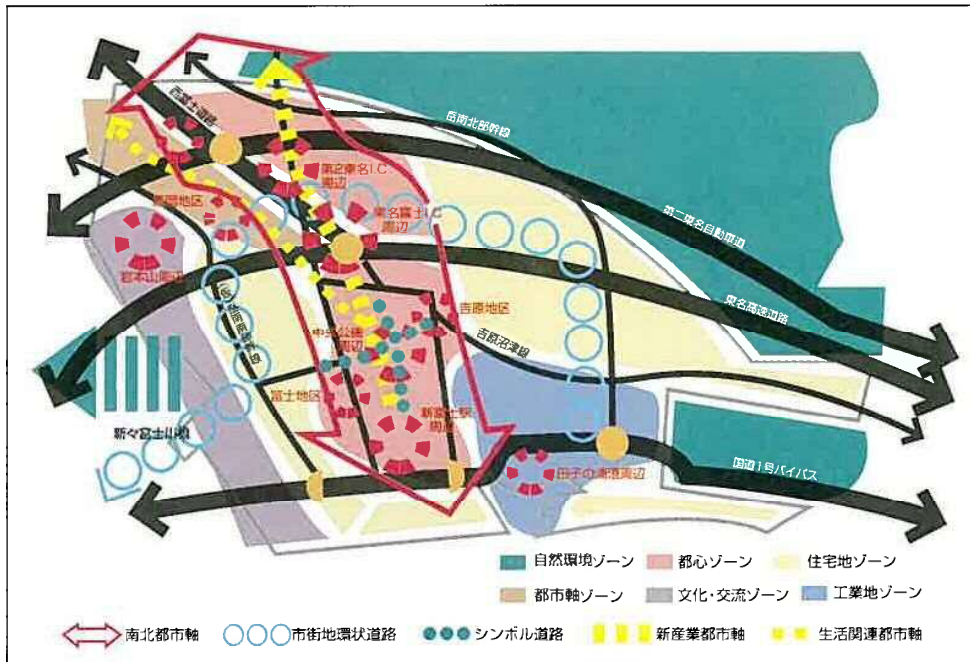 西富士道路
岳南北部幹線
第2東名I.C.
周辺
第二東名自動車道
鷹岡地区
東名富士I.C
周辺
岩本山周辺
東名高速道路
吉原地区
中央公園
周辺
吉原沼津線
富士地区
新富士駅
周辺
新々富士川橋
田子の浦港周辺
国道1号バイパス
自然環境ゾーン
都心ゾーン
住宅地ゾーン
都市軸ゾーン
文化・交流ゾーン
工業地ゾーン
南北都市軸
市街地環状道路
シンボル道路
新産業都市軸
生活関連都市軸